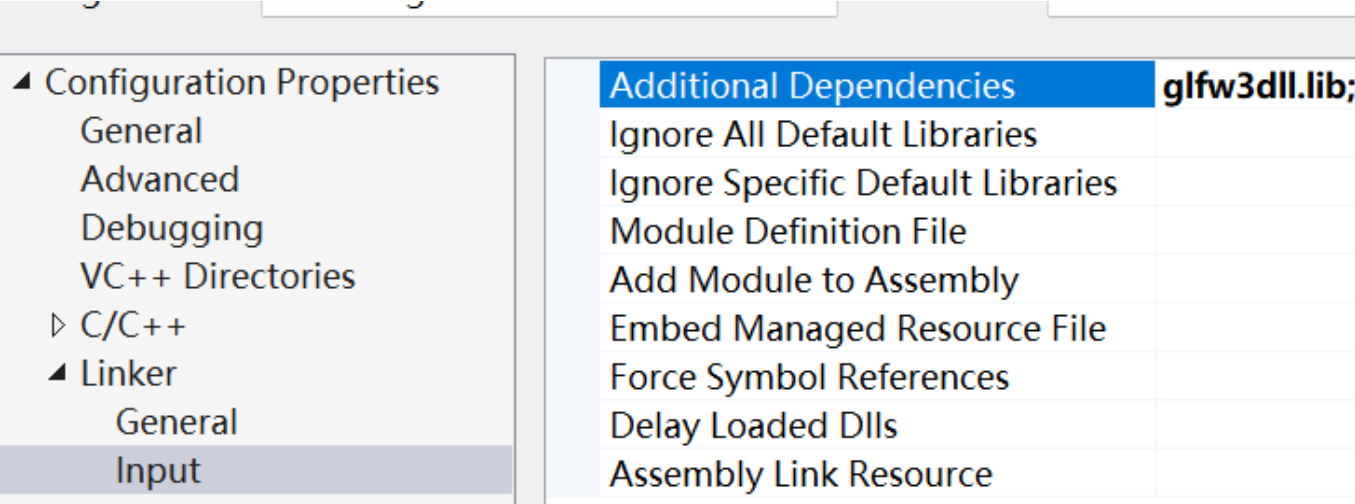 Configuration Properties
General
Advanced
Debugging
VC++ Directories
C/C++
Linker
General
Input
Additional Dependencies glfw3dll.lib;
Ignore All Default Libraries
Ignore Specific Default Libraries
Module Definition File
Add Module to Assembly
Embed Managed Resource File
Force Symbol References
Delay Loaded Dlls
Assembly Link Resource